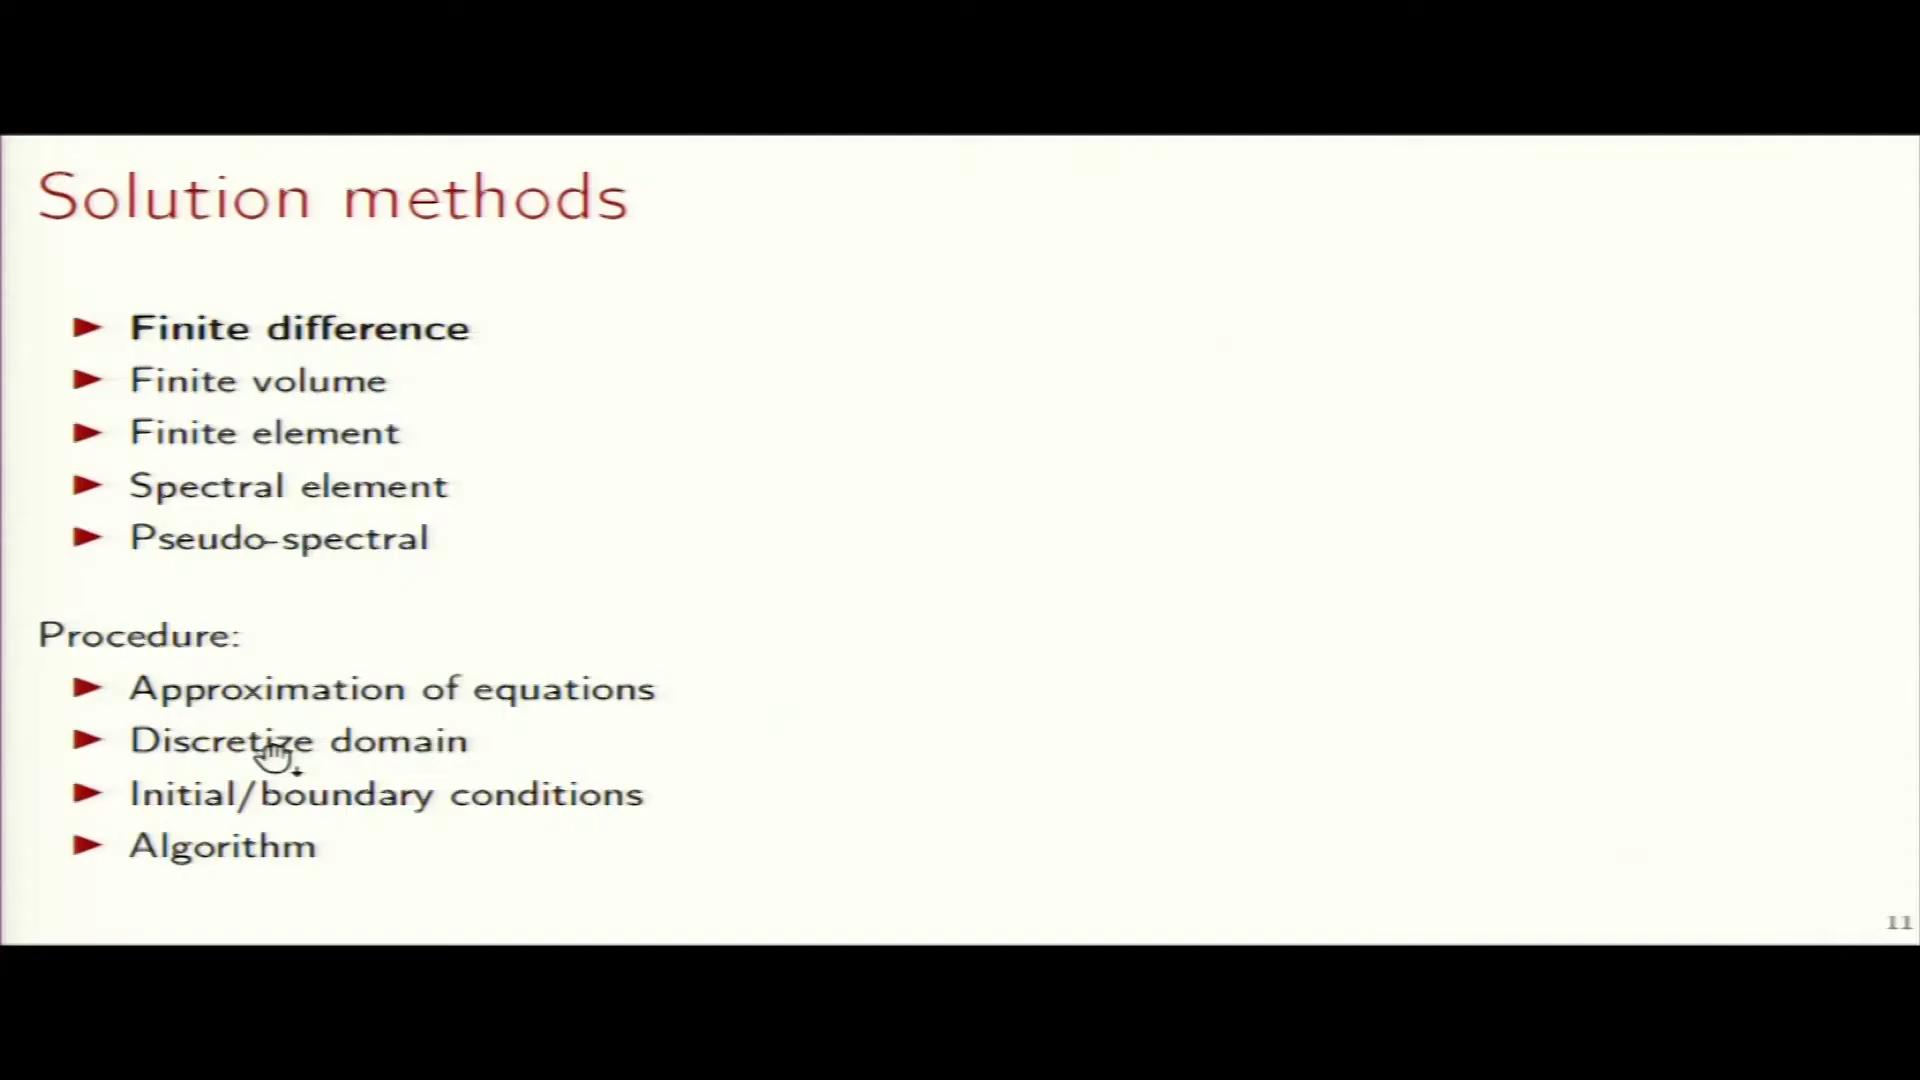 Solution methods
Finite difference
Finite volume
Finite element
Spectral element
Pseudo-spectral
Procedure:
Approximation of equations
Discretize domain
Initial/boundary conditions
Algorithm
11